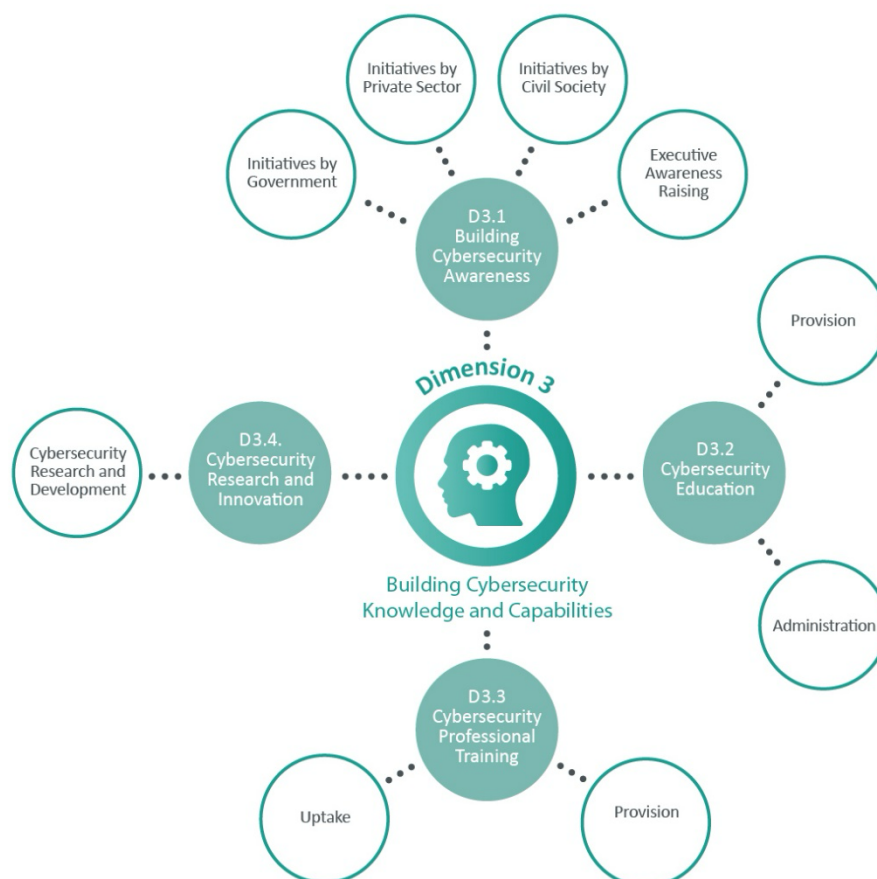 Initiatives by
Private Sector
Initiatives by
Civil Society
Initiatives by
Government
Executive
Awareness
Raising
D3.1
Building
Cybersecurity
Awareness
Provision
Dimension 3
Cybersecurity
Research and
Development
D3.4.
Cybersecurity
Research and
Innovation
D3.2
Cybersecurity
Education
Building Cybersecurity
Knowledge and Capabilities
Administration
D3.3
Cybersecurity
Professional
Training
Uptake
Provision